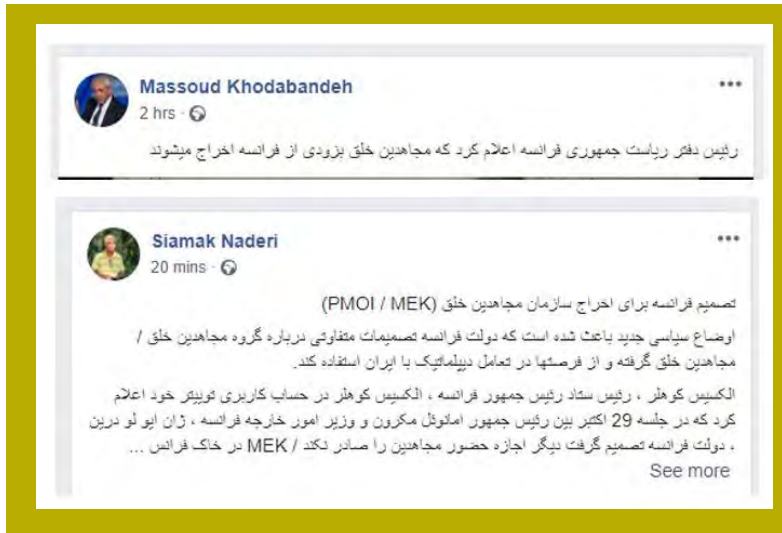 Massoud Khodabandeh
2 hrs ·
رئیس دفتر ریاست جمهوری فرانسه اعلام کرد که مجاهدین خلق بزودی از فرانسه اخراج میشوند
Siamak Naderi
20 mins ·
تصمیم فرانسه برای اخراج سازمان مجاهدین خلق (PMOI / MEK)
اوضاع سیاسی جدید باعث شده است که دولت فرانسه تصمیمات متفاوتی درباره گروه مجاهدین خلق /
مجاهدین خلق گرفته و از فرصتها در تعامل دیپلماتیک با ایران استفاده کند.
الکسیس کوهلر ، رئیس ستاد رئیس جمهور فرانسه ، الکسیس کوهلر در حساب کاربری توییتر خود اعلام
کرد که در جلسه 29 اکتبر بین رئیس جمهور امانوئل مکرون و وزیر امور خارجه فرانسه ، ژان ایو لو درین
، دولت فرانسه تصمیم گرفت دیگر اجازه حضور مجاهدین را صادر نکند / MEK در خاک فرانس ...
See more